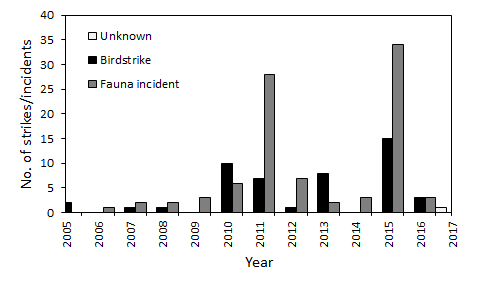 No. of strikes/incidents
40
35
30
25
20
15
10
5
0
Unknown
Birdstrike
Fauna incident
2005 2006 2007 2008 2009 2010 2011 2012 2013 2014 2015 2016 2017
Year